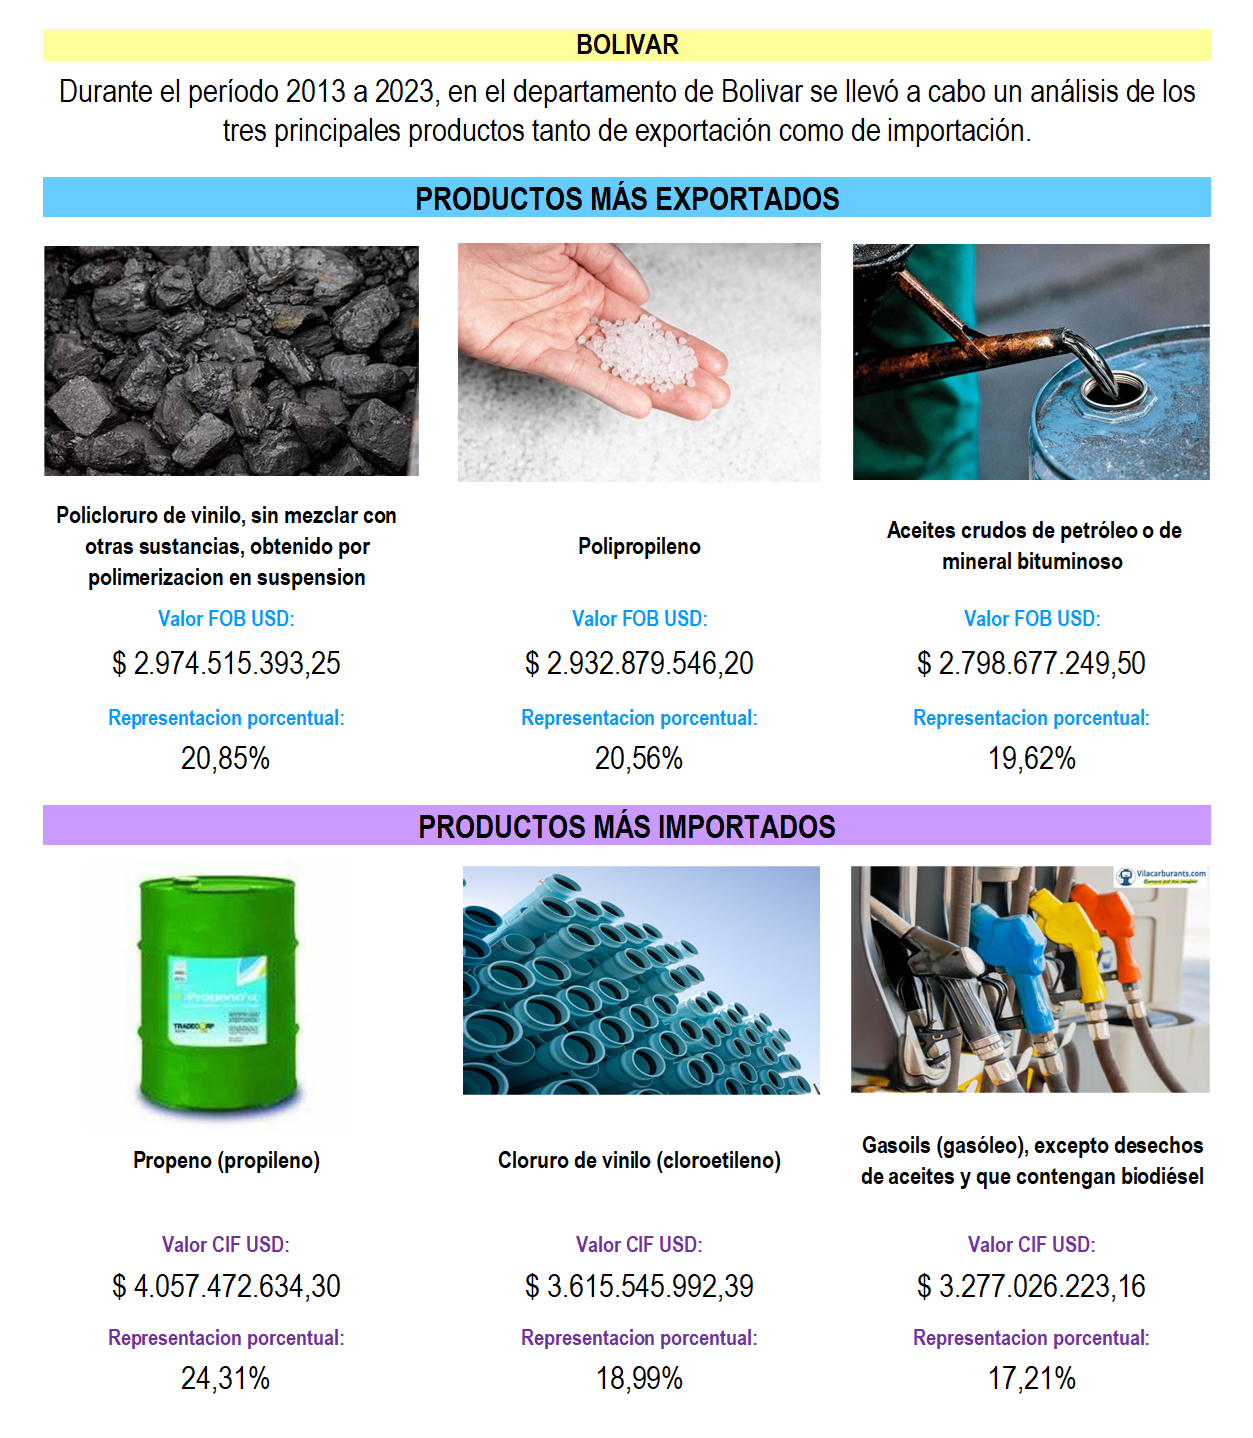 BOLIVAR
Durante el período 2013 a 2023, en el departamento de Bolivar se llevó a cabo un análisis de los
tres principales productos tanto de exportación como de importación.
PRODUCTOS MÁS EXPORTADOS
Policloruro de vinilo, sin mezclar con
otras sustancias, obtenido por
polimerizacion en suspension
Valor FOB USD:
$ 2.974.515.393,25
Representacion porcentual:
20,85%
Polipropileno
Valor FOB USD:
$ 2.932.879.546,20
Representacion porcentual:
20,56%
Aceites crudos de petróleo o de
mineral bituminoso
Valor FOB USD:
$ 2.798.677.249,50
Representacion porcentual:
19,62%
PRODUCTOS MÁS IMPORTADOS
TRADECORP
Propeno (propileno)
Valor CIF USD:
$ 4.057.472.634,30
Representacion porcentual:
24,31%
Cloruro de vinilo (cloroetileno)
Valor CIF USD:
$ 3.615.545.992,39
Representacion porcentual:
18,99%
Vilacarburants.com
Gasoils (gasóleo), excepto desechos
de aceites y que contengan biodiésel
Valor CIF USD:
$ 3.277.026.223,16
Representacion porcentual:
17,21%